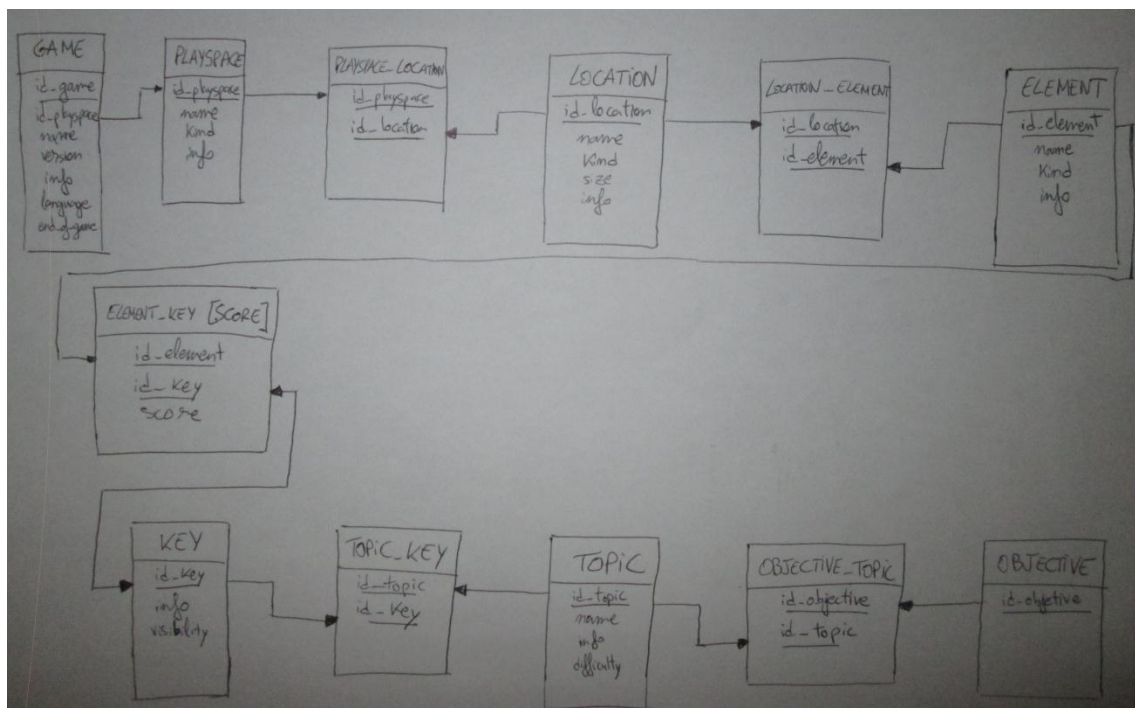 GAME
id_game
id_playspace
name
version
info
language
end_of_game
PLAYSPACE
id_playspace
name
kind
info
PLAYSPACE_LOCATION
id_playspace
id_location
LOCATION
id_location
name
kind
size
info
LOCATION_ELEMENT
id_location
id_element
ELEMENT
id_element
name
kind
info
ELEMENT_KEY [SCORE]
id_element
id_key
score
KEY
id_key
info
visibility
TOPIC_KEY
id_topic
id_key
TOPIC
id_topic
name
info
difficulty
OBJECTIVE_TOPIC
id_objective
id_topic
OBJECTIVE
id_objetive